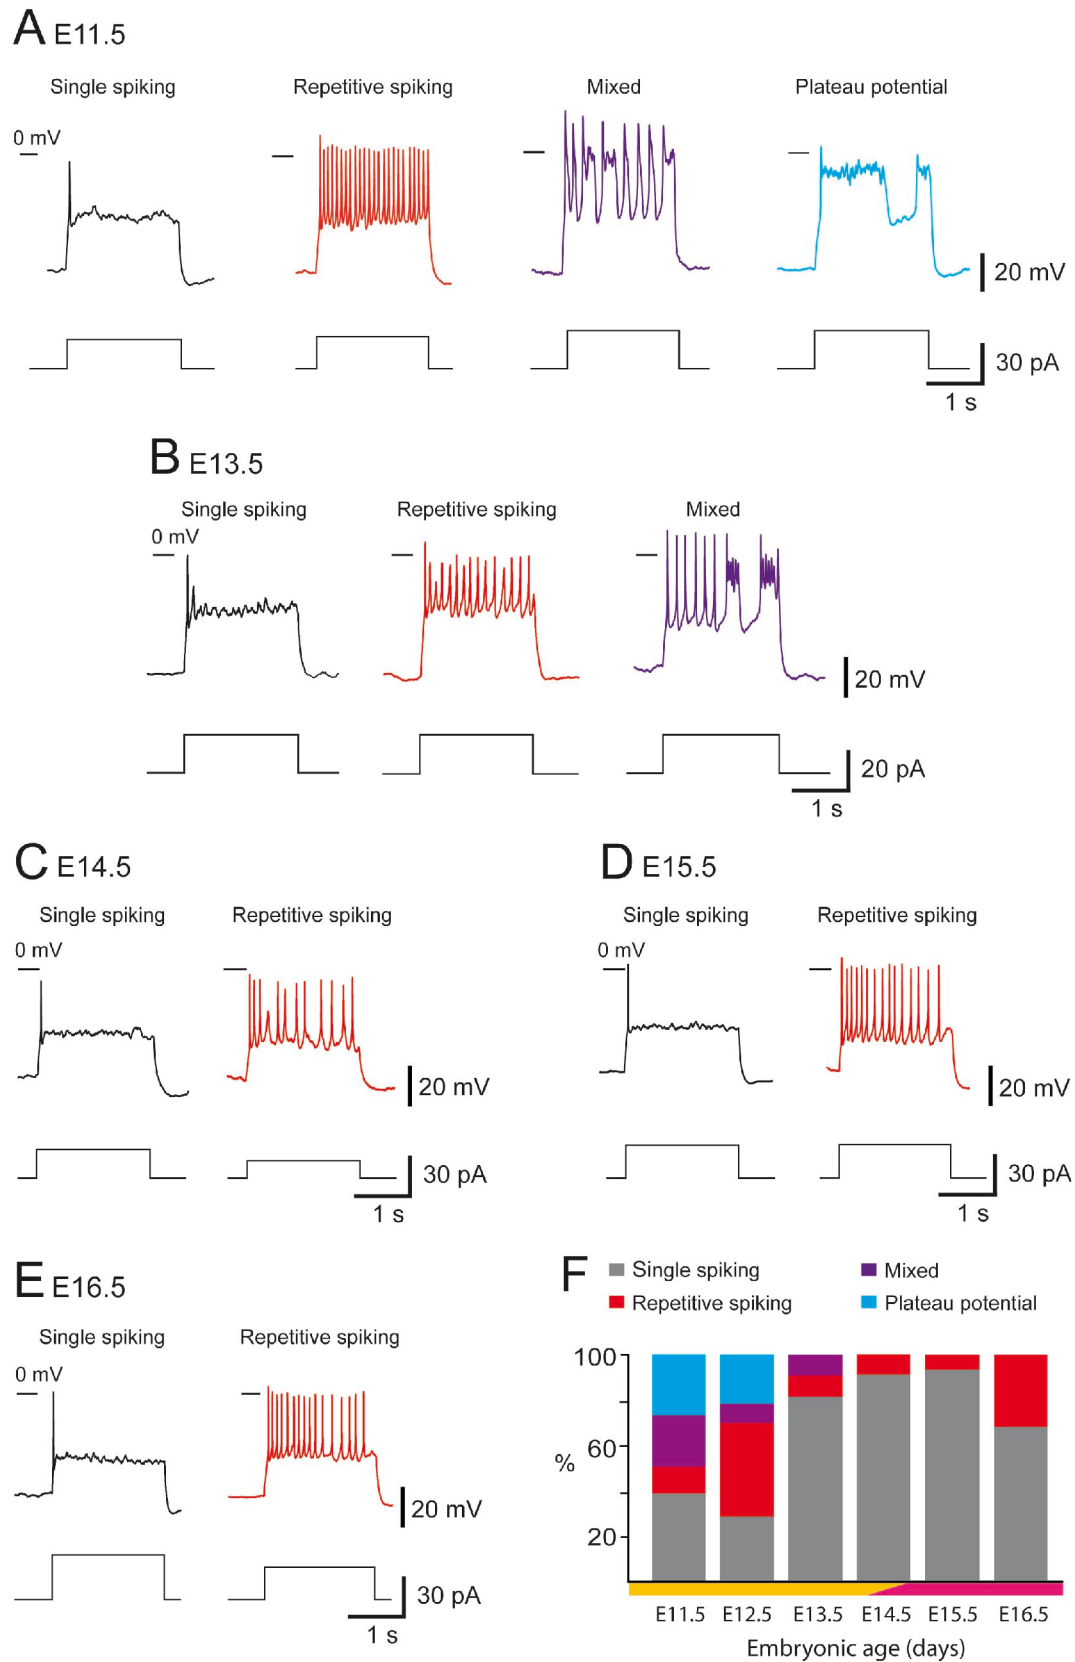 A E11.5
Single spiking Repetitive spiking Mixed Plateau potential
0 mV
20 mV
30 pA
1 s
B E13.5
Single spiking Repetitive spiking Mixed
0 mV
20 mV
20 pA
1 s
C E14.5
Single spiking Repetitive spiking
0 mV
20 mV
30 pA
1 s
D E15.5
Single spiking Repetitive spiking
0 mV
20 mV
30 pA
1 s
E E16.5
Single spiking Repetitive spiking
0 mV
20 mV
30 pA
1 s
F
Single spiking Mixed
Repetitive spiking Plateau potential
100
60
%
20
E11.5 E12.5 E13.5 E14.5 E15.5 E16.5
Embryonic age (days)